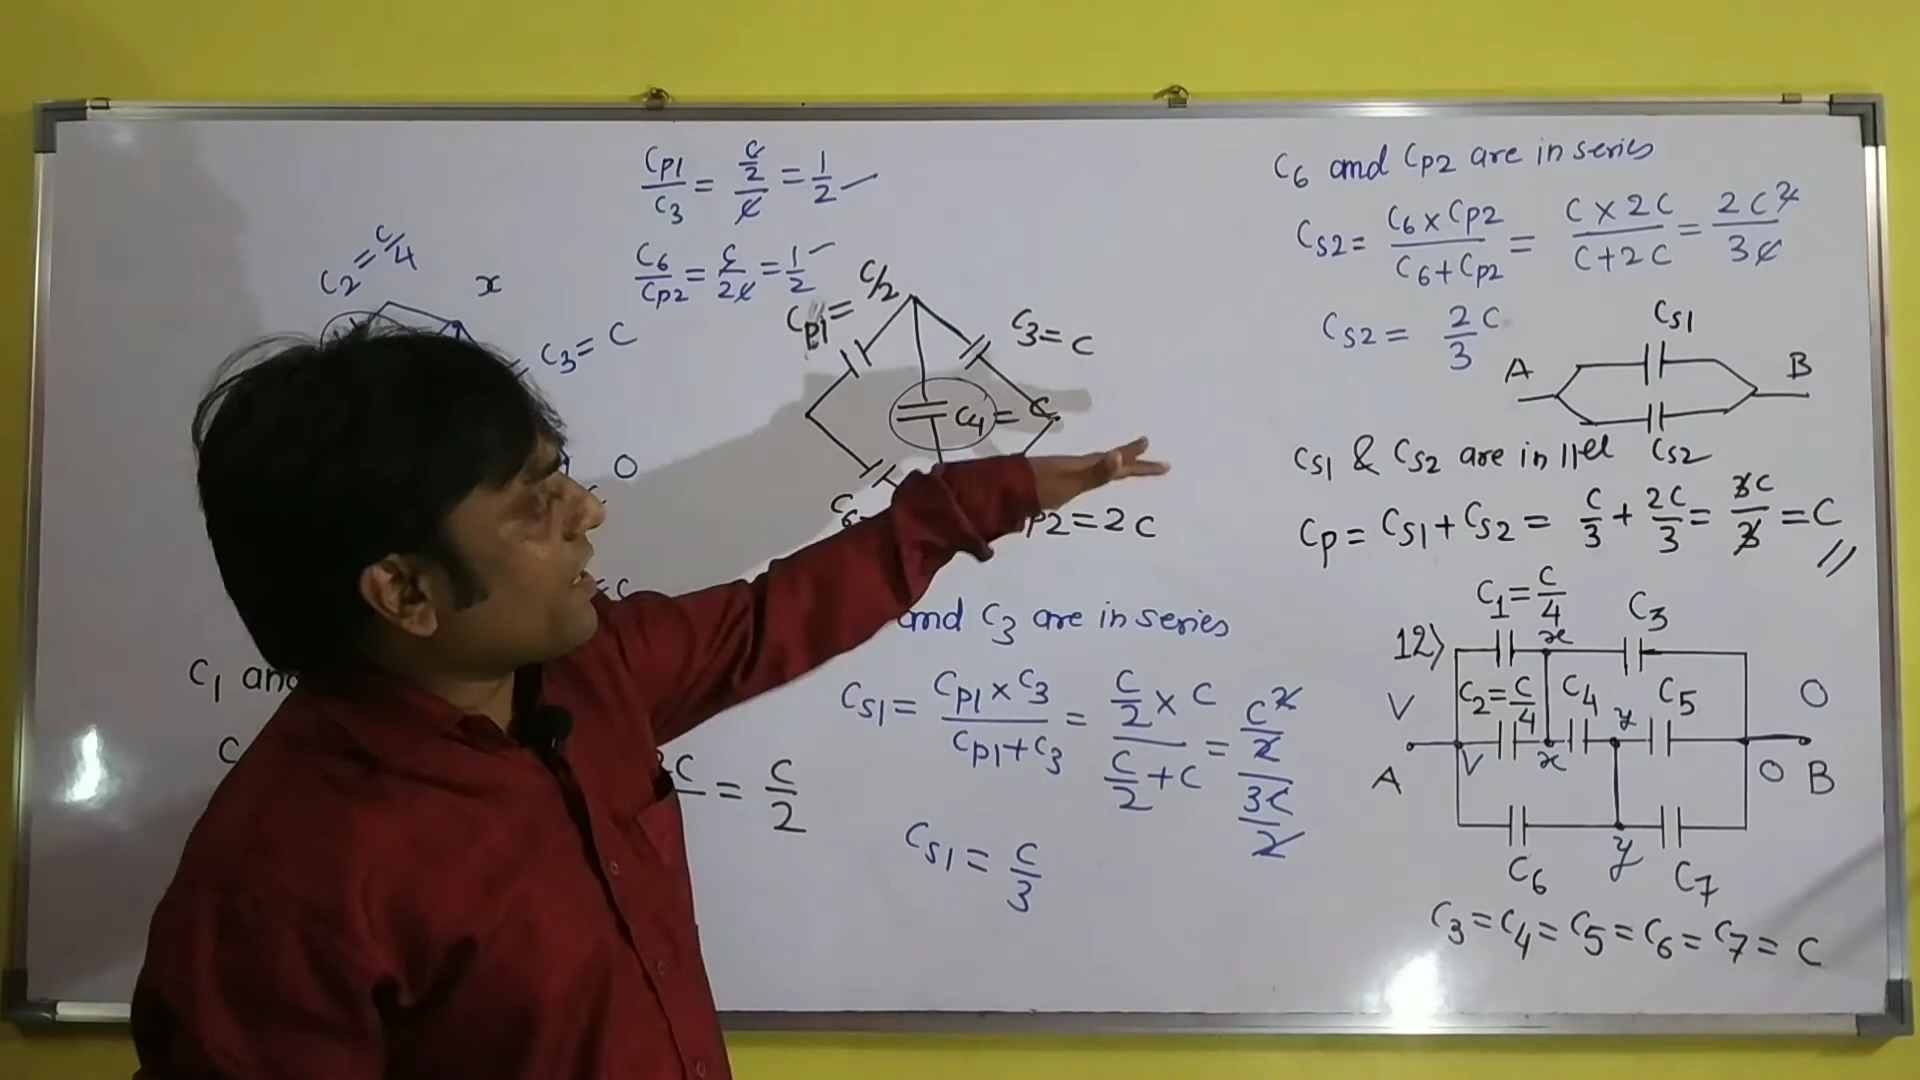 Cp1/C3 = (C/2)/C = 1/2
C6/Cp2 = C/2C = 1/2
C2 = C/4
x
C3 = C
O
C
= C
C1 and
C
2C/ = C/2
Cp1 = C/2
C3 = C
C4 = C
C6
p2 = 2C
and C3 are in series
Cs1 = (Cp1 × C3)/(Cp1 + C3) = (C/2 × C)/(C/2 + C) = (C²/2)/(3C/2)
Cs1 = C/3
C6 and Cp2 are in series
Cs2 = (C6 × Cp2)/(C6 + Cp2) = (C × 2C)/(C + 2C) = 2C²/3C
Cs2 = 2C/3
Cs1
A B
Cs2
Cs1 & Cs2 are in ||el
Cp = Cs1 + Cs2 = C/3 + 2C/3 = 3C/3 = C //
12)
C1 = C/4 C3
x
V C2 = C/4 C4 C5 O
y
A V x O B
y
C6 C7
C3 = C4 = C5 = C6 = C7 = C